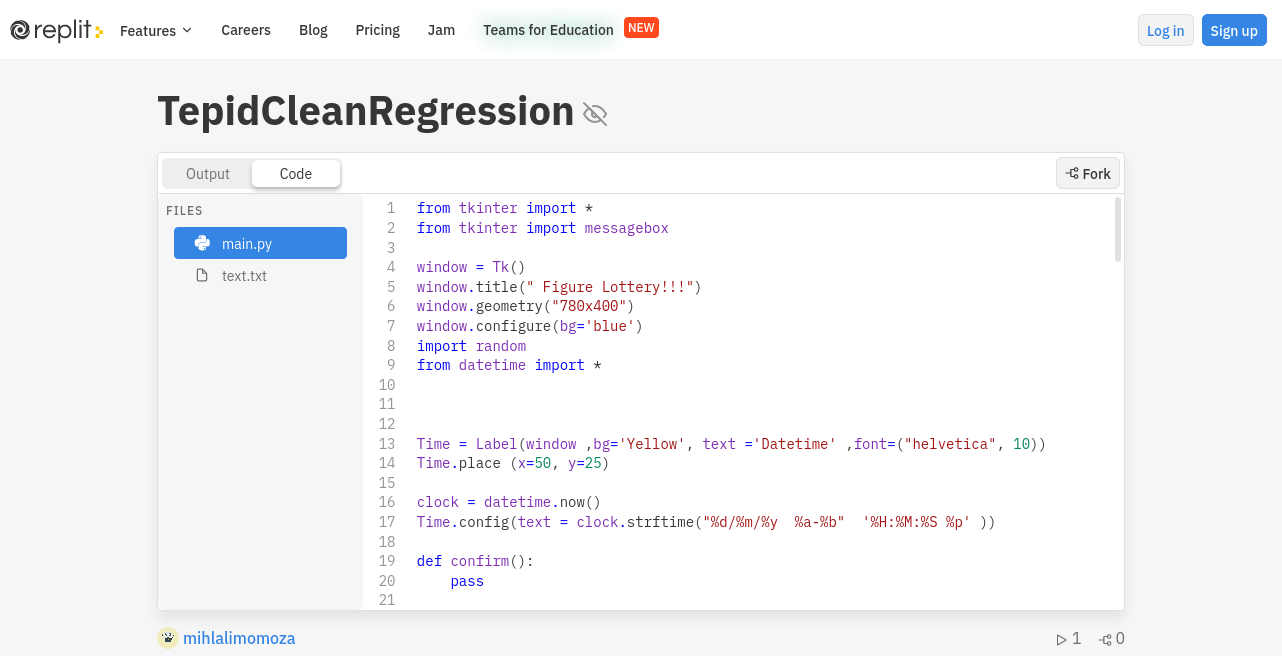 replit
Features Careers Blog Pricing Jam Teams for Education NEW Log in Sign up
TepidCleanRegression
Output Code Fork
FILES
main.py
text.txt
1 from tkinter import *
2 from tkinter import messagebox
3
4 window = Tk()
5 window.title(" Figure Lottery!!!")
6 window.geometry("780x400")
7 window.configure(bg='blue')
8 import random
9 from datetime import *
10
11
12
13 Time = Label(window ,bg='Yellow', text ='Datetime' ,font=("helvetica", 10))
14 Time.place (x=50, y=25)
15
16 clock = datetime.now()
17 Time.config(text = clock.strftime("%d/%m/%y  %a-%b"  '%H:%M:%S %p' ))
18
19 def confirm():
20     pass
21
mihlalimomoza 1 0